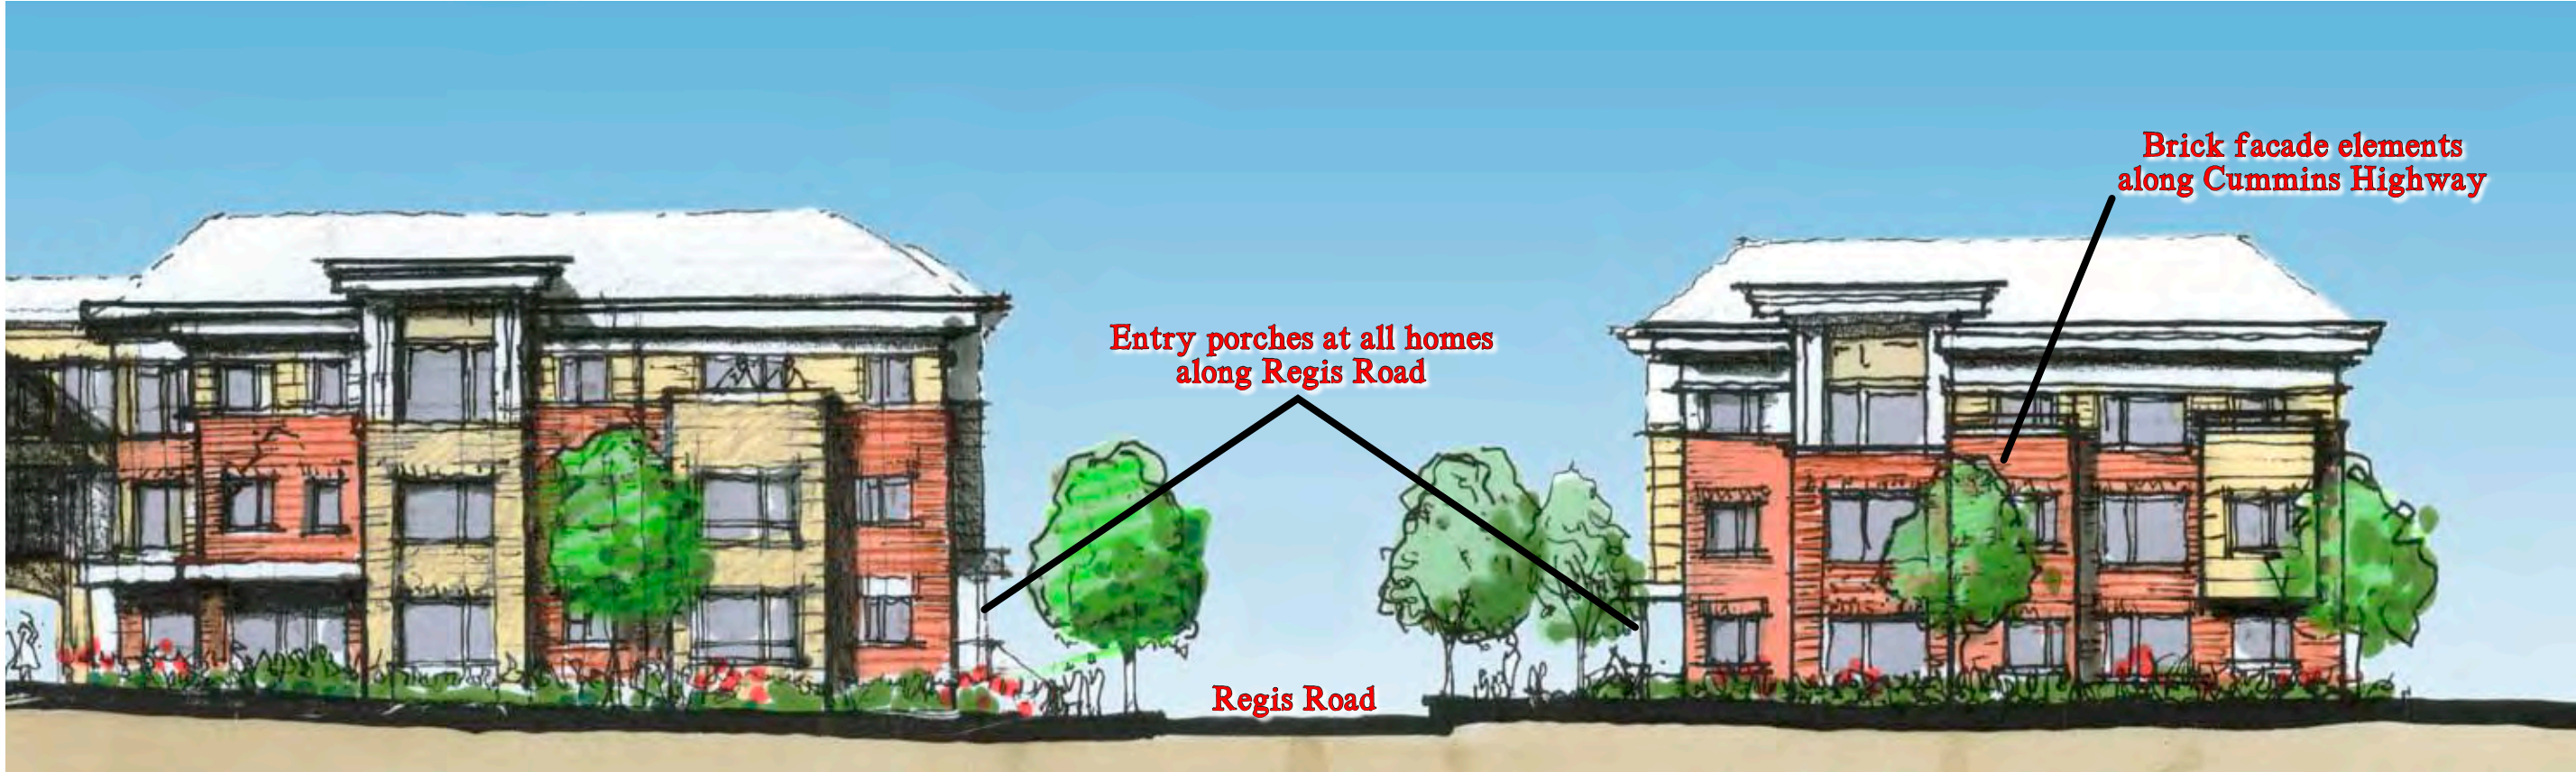 Brick facade elements
along Cummins Highway
Entry porches at all homes
along Regis Road
Regis Road